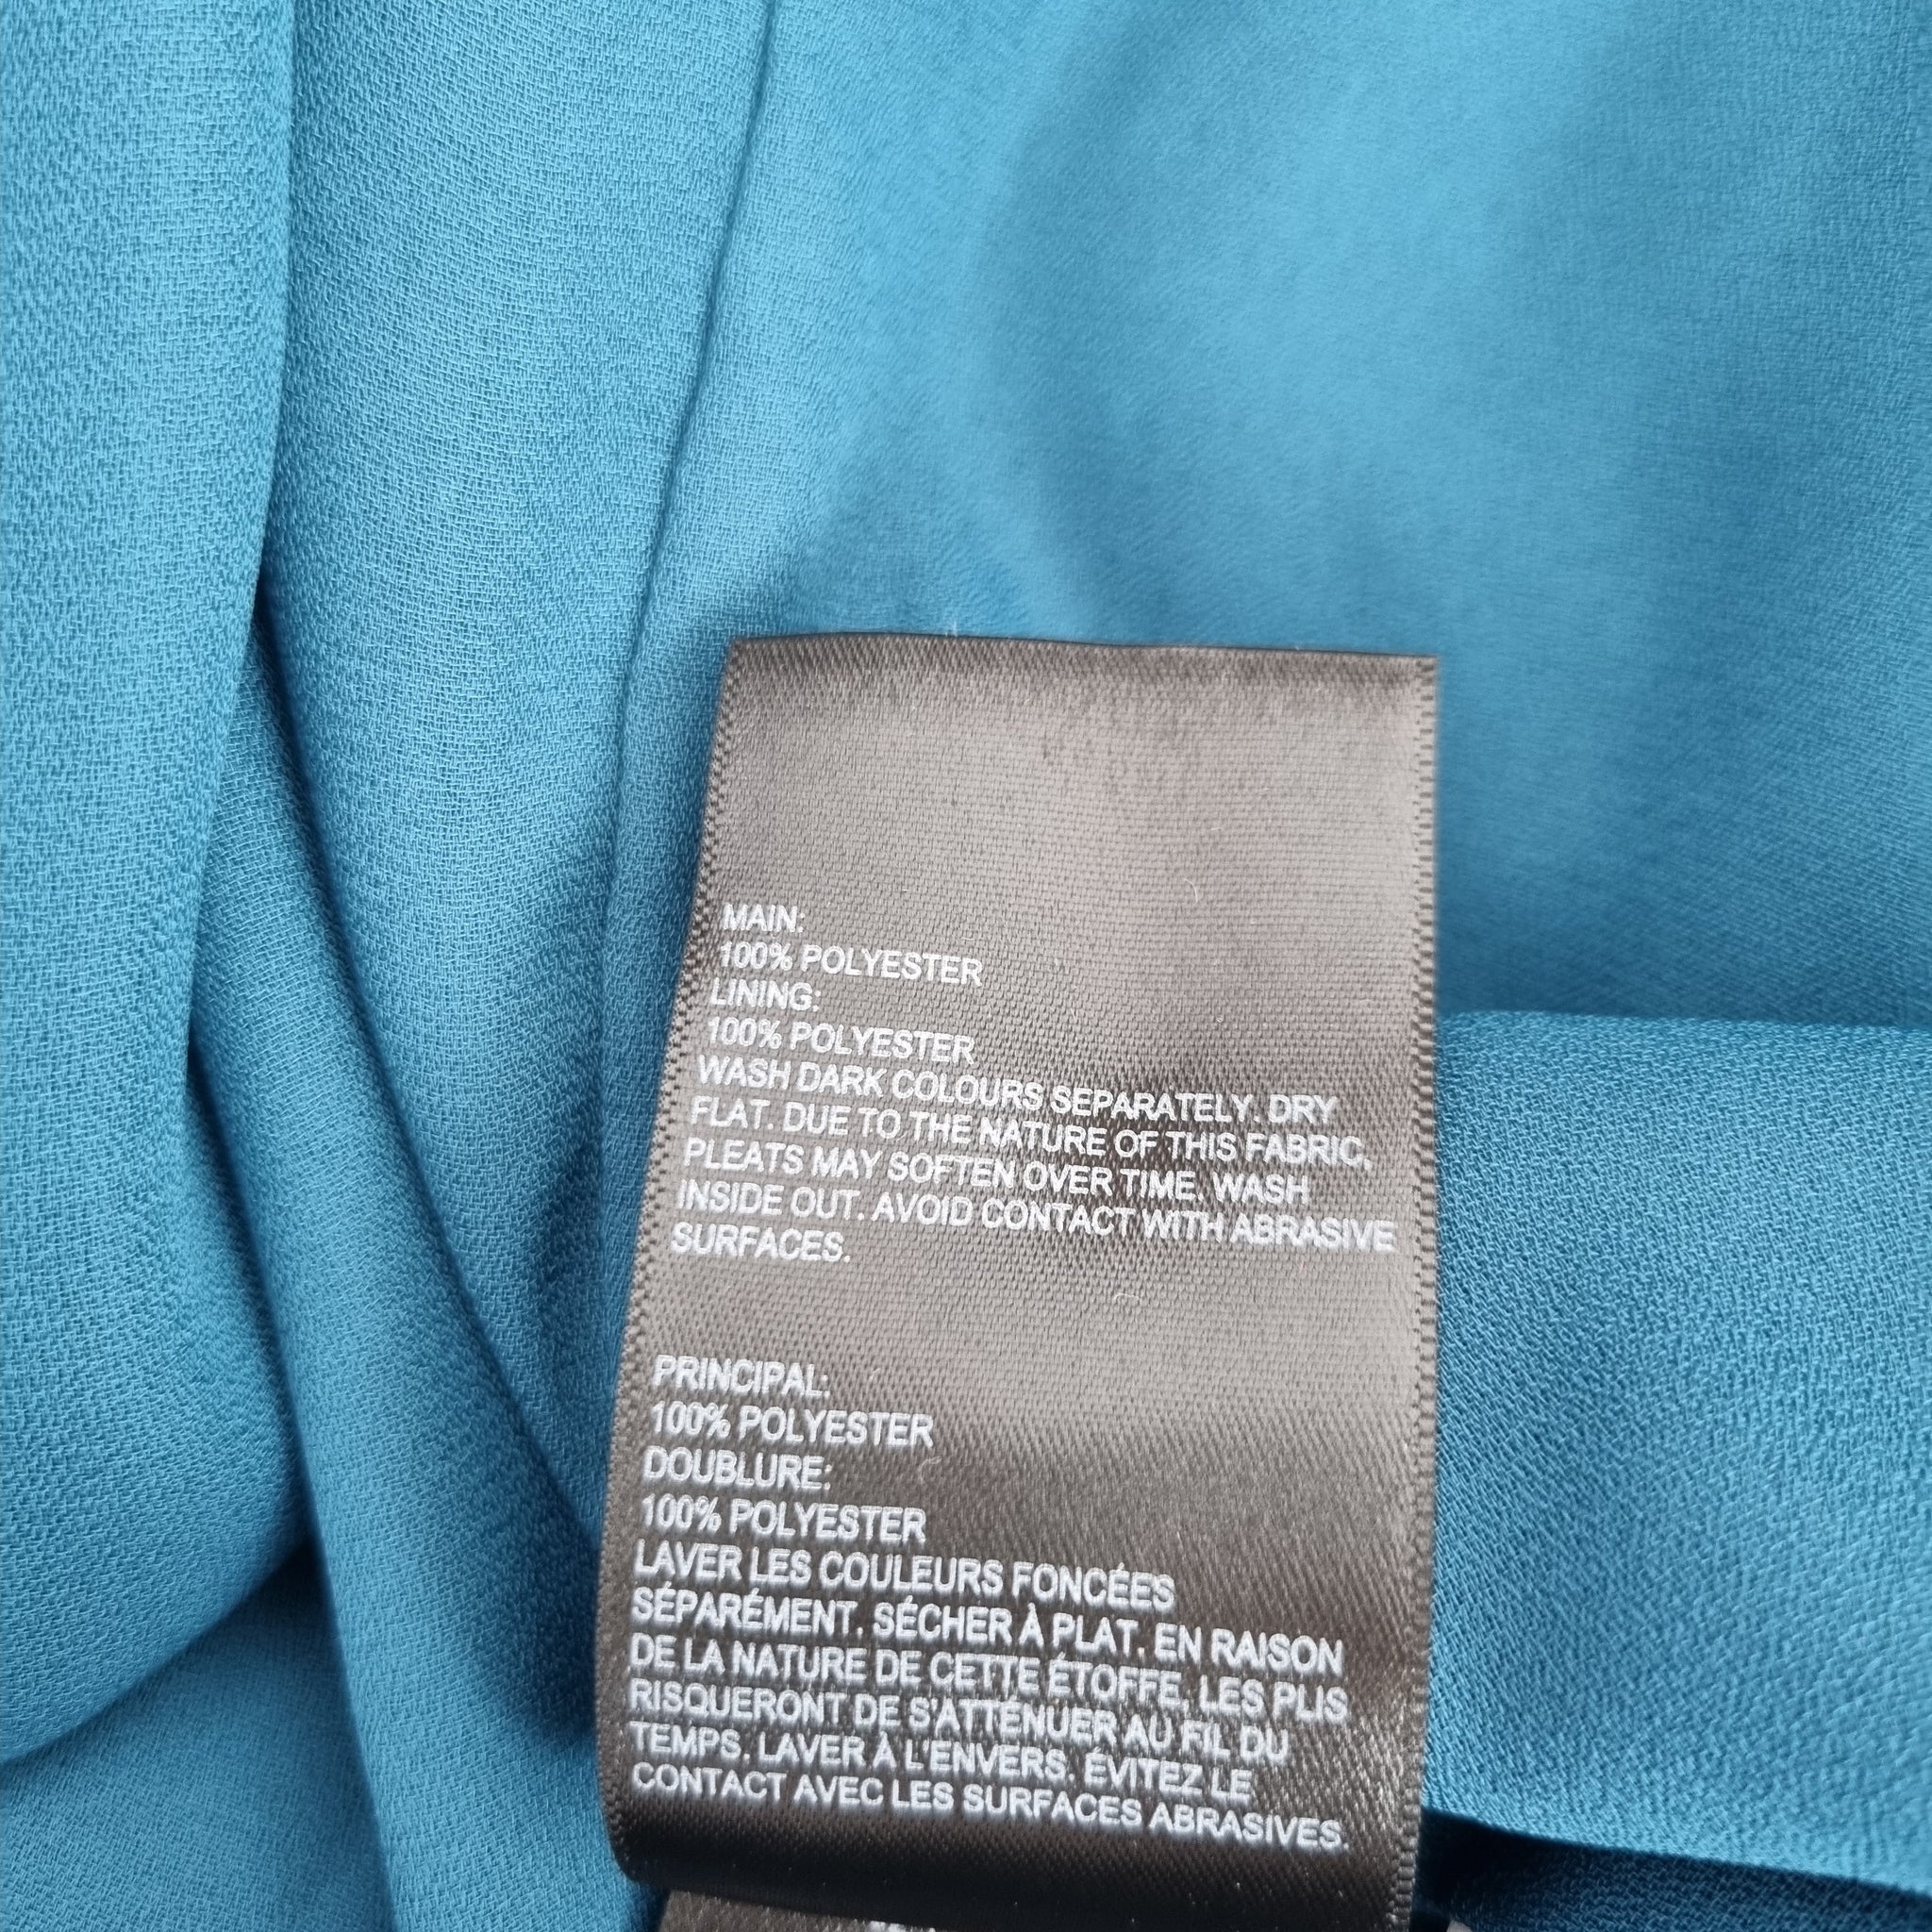 MAIN:
100% POLYESTER
LINING:
100% POLYESTER
WASH DARK COLOURS SEPARATELY. DRY
FLAT. DUE TO THE NATURE OF THIS FABRIC,
PLEATS MAY SOFTEN OVER TIME. WASH
INSIDE OUT. AVOID CONTACT WITH ABRASIVE
SURFACES.
PRINCIPAL:
100% POLYESTER
DOUBLURE:
100% POLYESTER
LAVER LES COULEURS FONCÉES
SÉPARÉMENT. SÉCHER À PLAT. EN RAISON
DE LA NATURE DE CETTE ÉTOFFE, LES PLIS
RISQUERONT DE S'ATTÉNUER AU FIL DU
TEMPS. LAVER À L'ENVERS. ÉVITEZ LE
CONTACT AVEC LES SURFACES ABRASIVES.